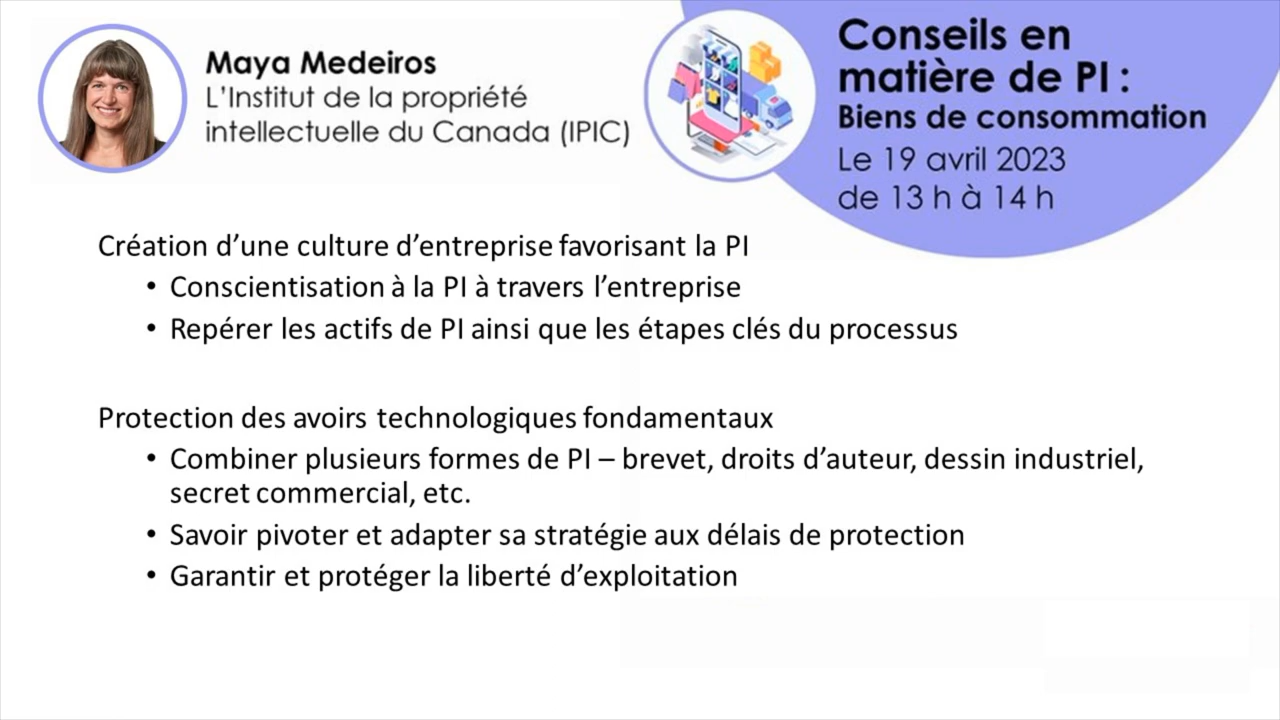 Maya Medeiros
L’Institut de la propriété
intellectuelle du Canada (IPIC)
Conseils en
matière de PI :
Biens de consommation
Le 19 avril 2023
de 13 h à 14 h
Création d’une culture d’entreprise favorisant la PI
• Conscientisation à la PI à travers l’entreprise
• Repérer les actifs de PI ainsi que les étapes clés du processus
Protection des avoirs technologiques fondamentaux
• Combiner plusieurs formes de PI – brevet, droits d’auteur, dessin industriel,
secret commercial, etc.
• Savoir pivoter et adapter sa stratégie aux délais de protection
• Garantir et protéger la liberté d’exploitation